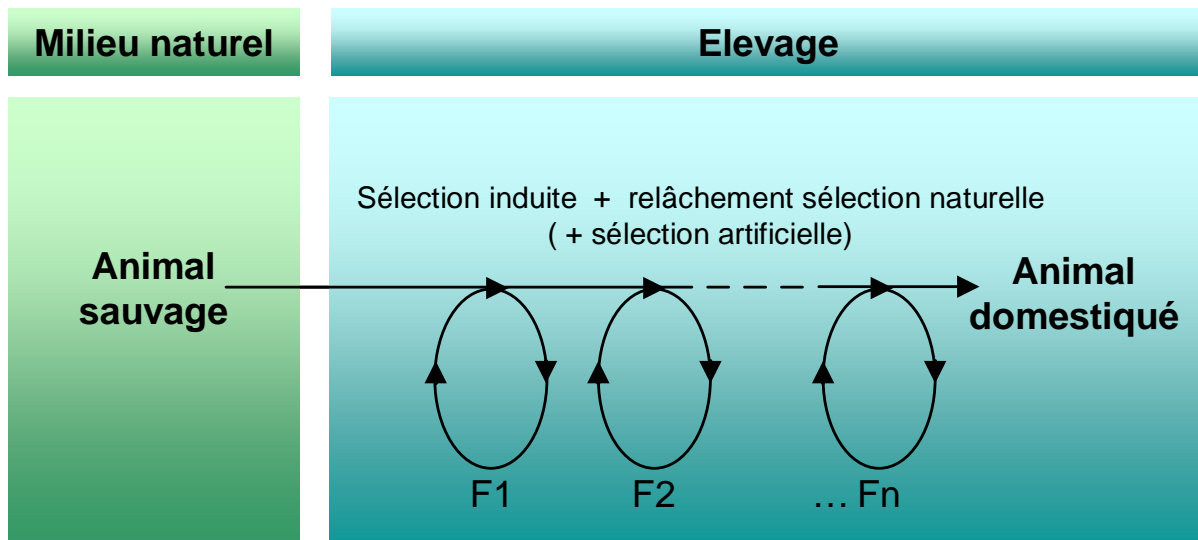 Milieu naturel
Elevage
Sélection induite + relâchement sélection naturelle
( + sélection artificielle)
Animal
sauvage
Animal
domestiqué
F1
F2
... Fn